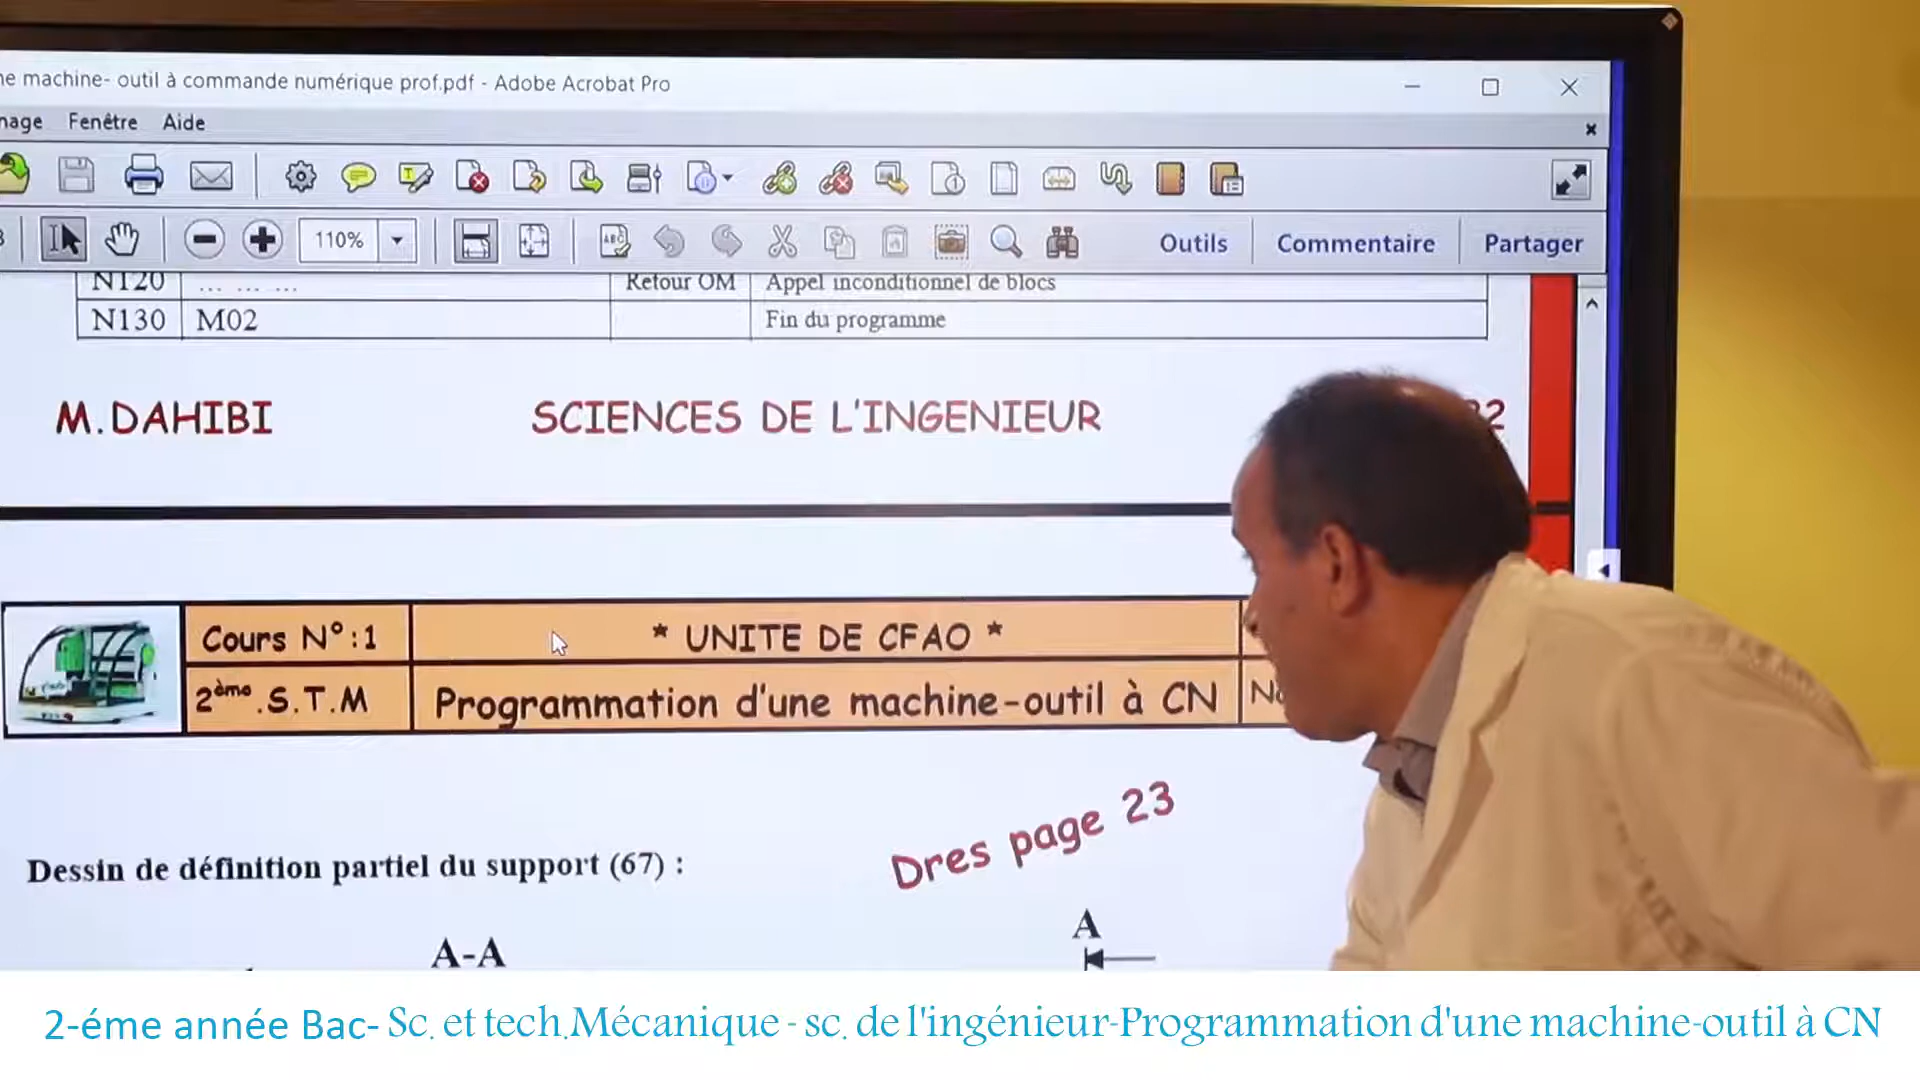 ne machine- outil à commande numérique prof.pdf - Adobe Acrobat Pro
nage Fenêtre Aide
110%
Outils Commentaire Partager
N120 ... ... ... Retour OM Appel inconditionnel de blocs
N130 M02 Fin du programme
M.DAHIBI SCIENCES DE L'INGENIEUR 22
Cours N°:1 * UNITE DE CFAO *
2ème.S.T.M Programmation d'une machine-outil à CN
Dres page 23
Dessin de définition partiel du support (67) :
A-A
A
2-éme année Bac- Sc. et tech.Mécanique - sc. de l'ingénieur-Programmation d'une machine-outil à CN